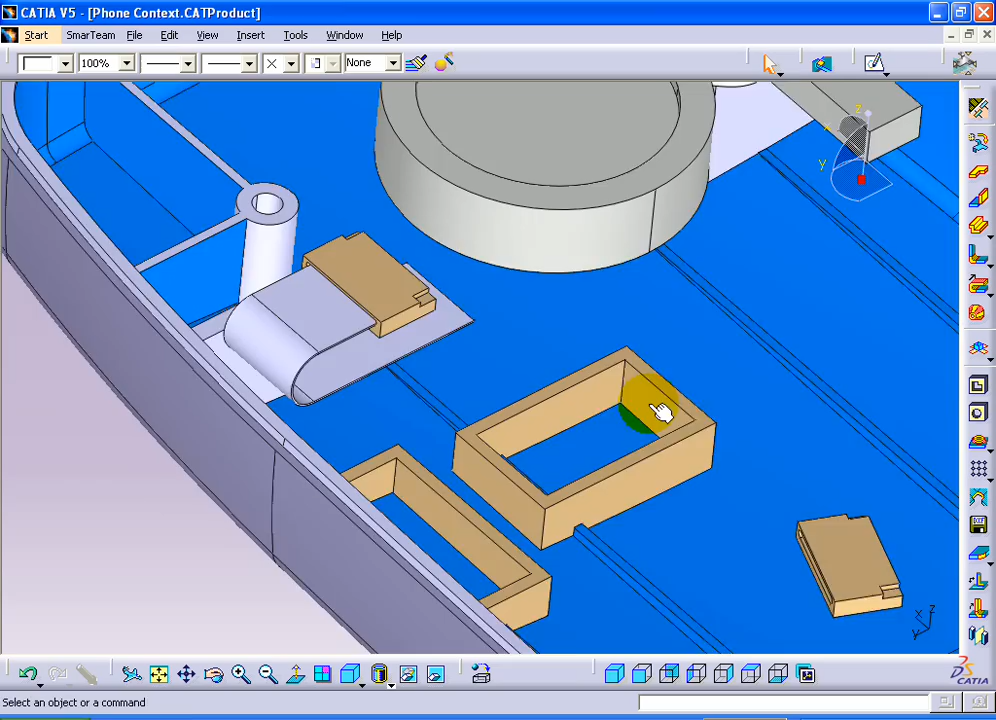 CATIA V5 - [Phone Context.CATProduct]
Start SmarTeam File Edit View Insert Tools Window Help
100% None
z
Y
x z
y
CATIA
Select an object or a command